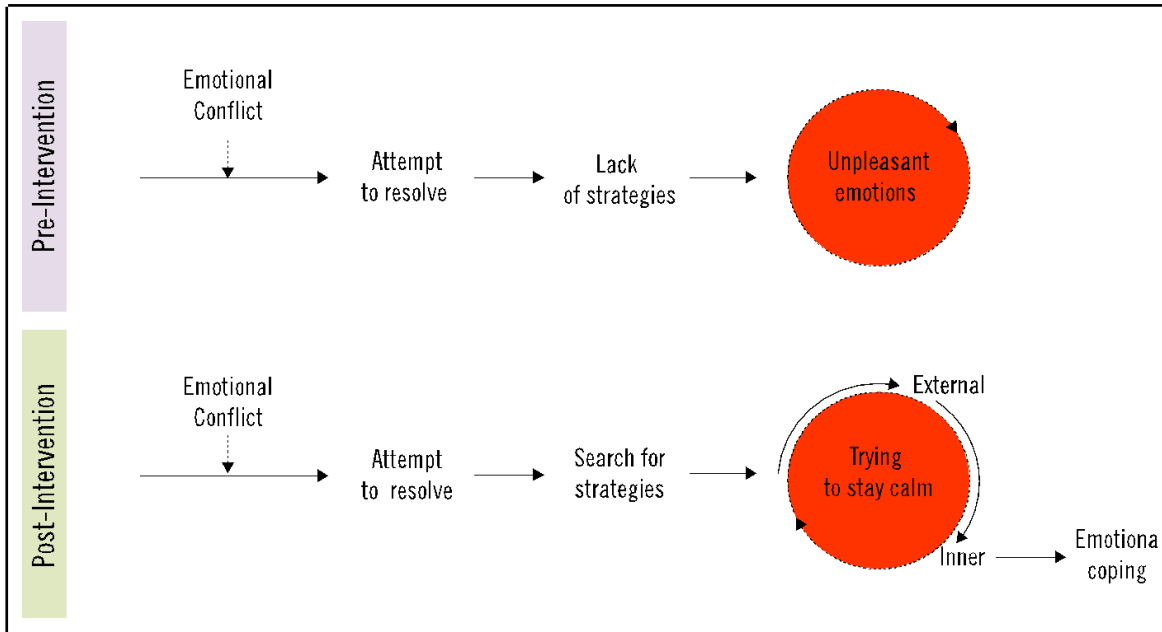 Pre-Intervention
Emotional
Conflict
Attempt
to resolve
Lack
of strategies
Unpleasant
emotions
Post-Intervention
Emotional
Conflict
Attempt
to resolve
Search for
strategies
External
Trying
to stay calm
Inner
Emotiona
coping